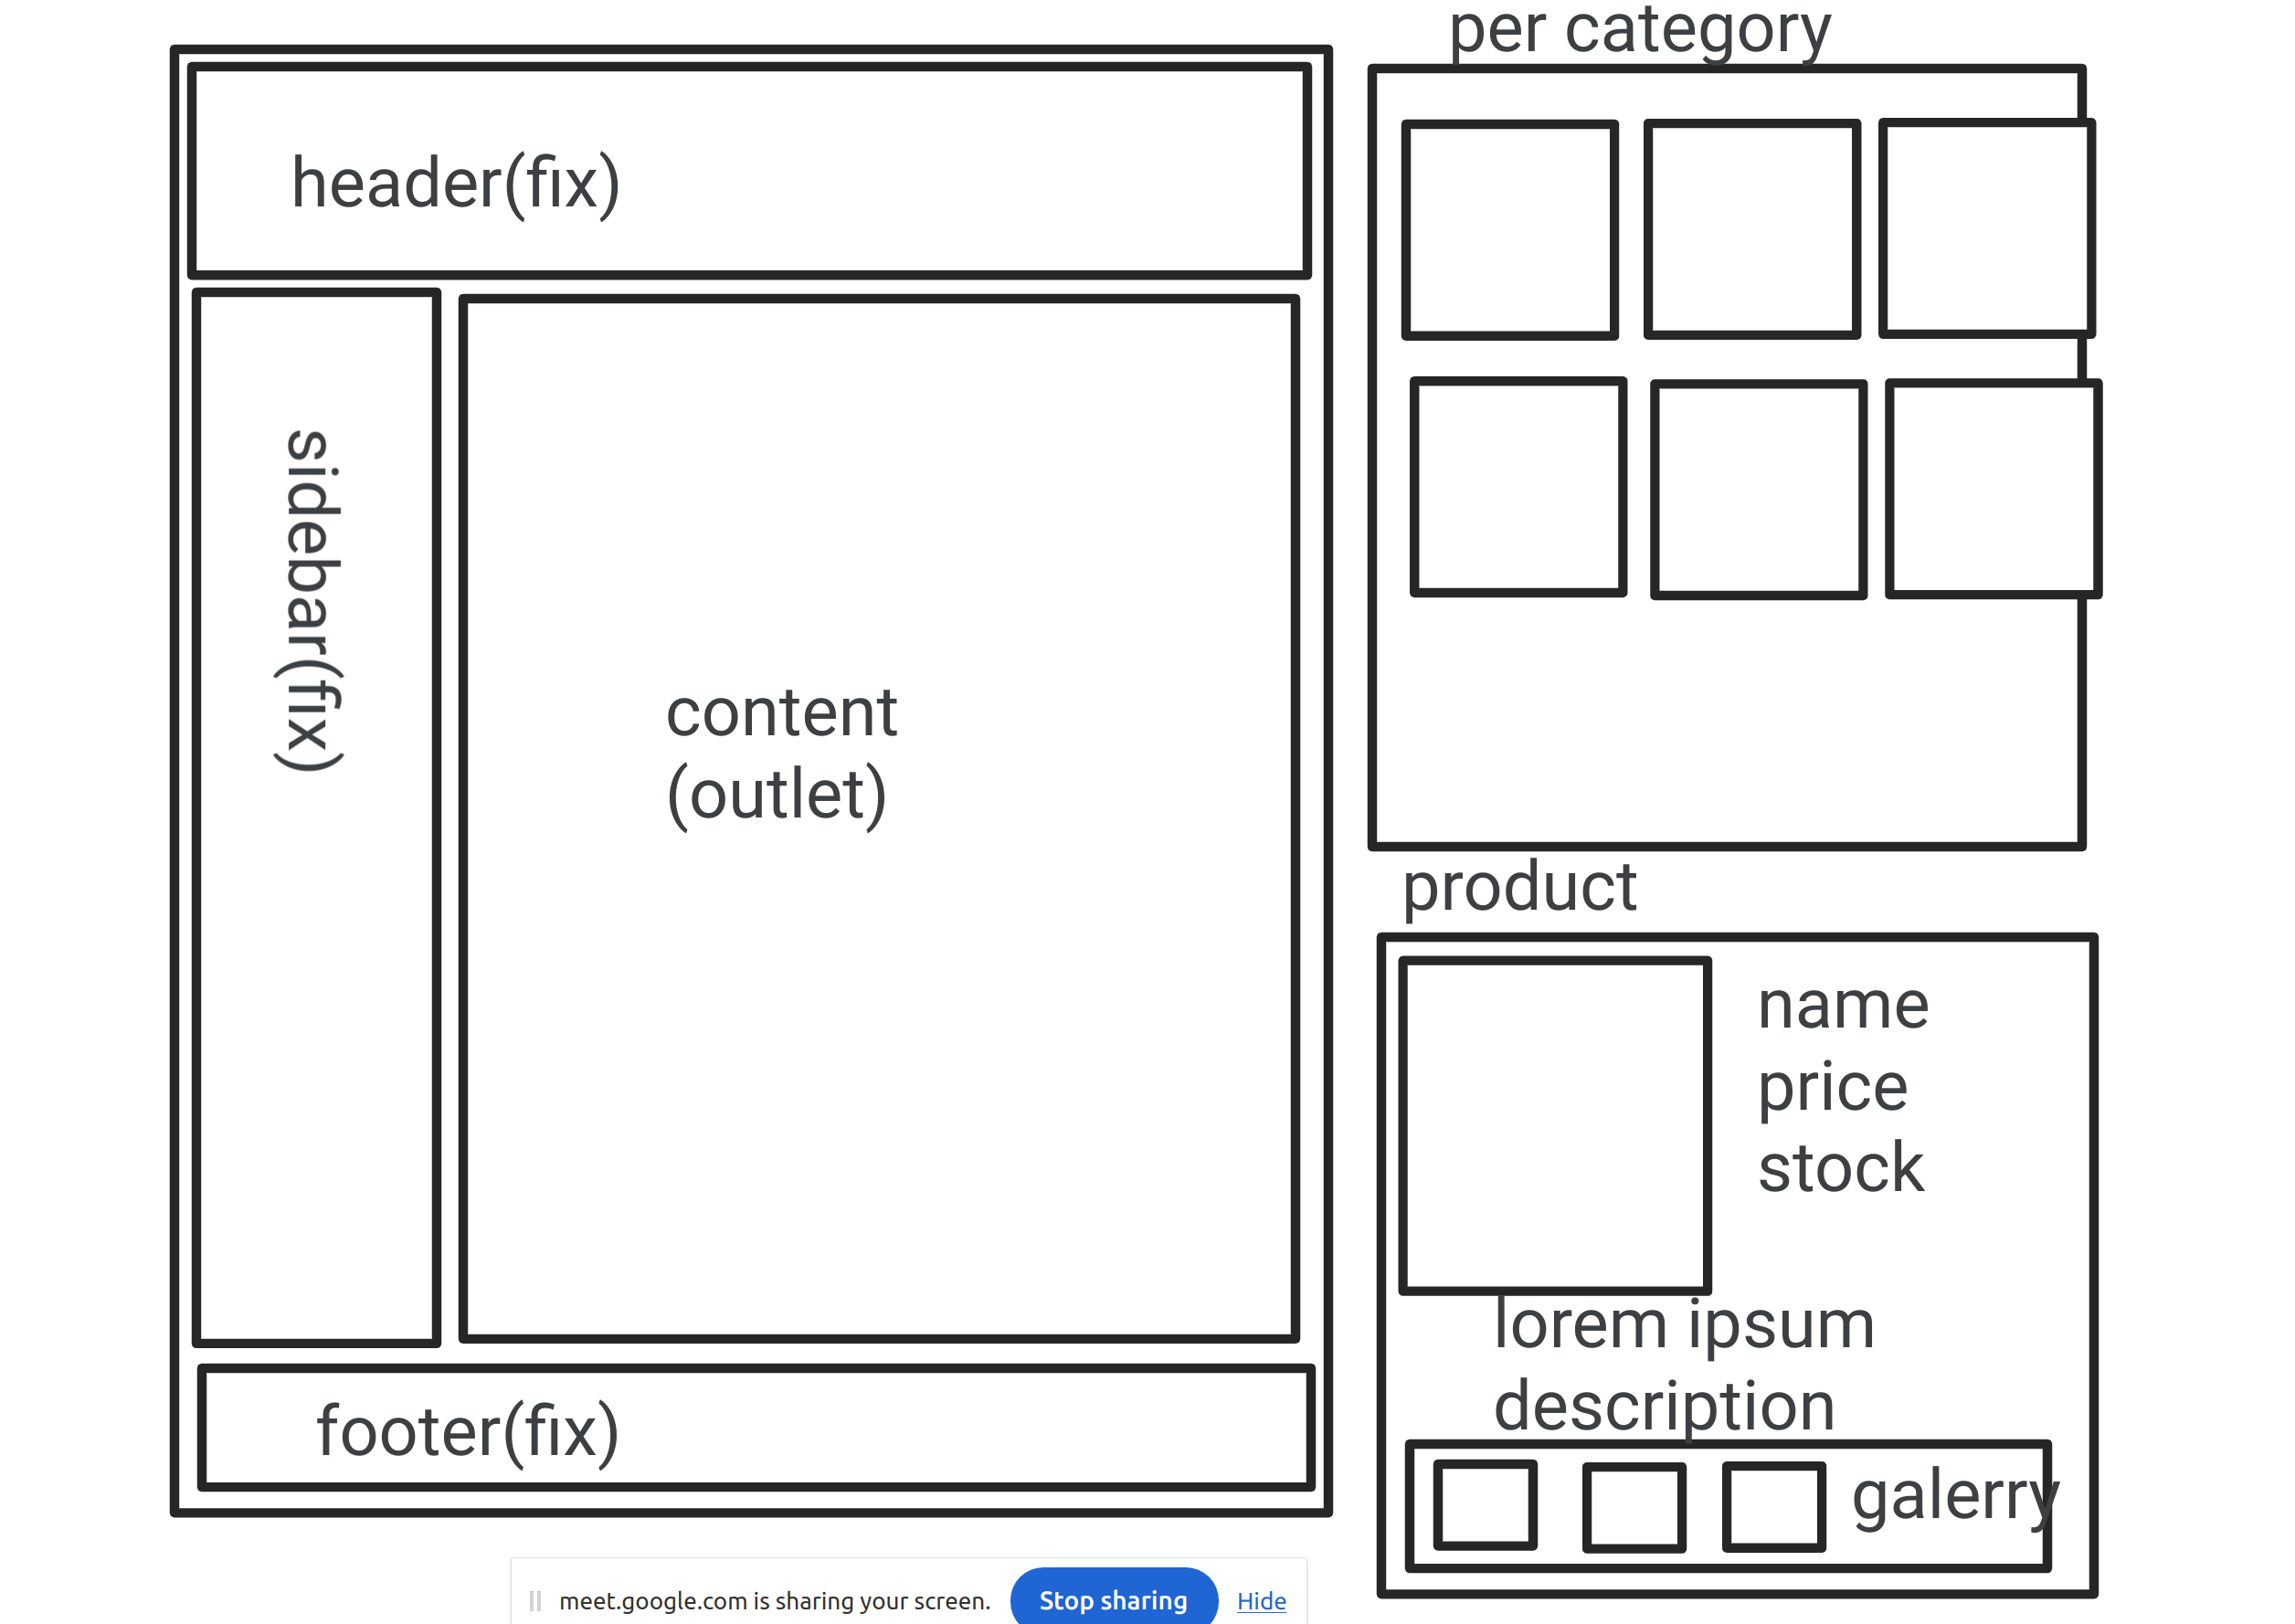 header(fix)
sidebar(fix)
content
(outlet)
footer(fix)
per category
product
name
price
stock
lorem ipsum
description
galerry
meet.google.com is sharing your screen.
Stop sharing
Hide